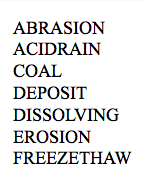 ABRASION
ACIDRAIN
COAL
DEPOSIT
DISSOLVING
EROSION
FREEZETHAW